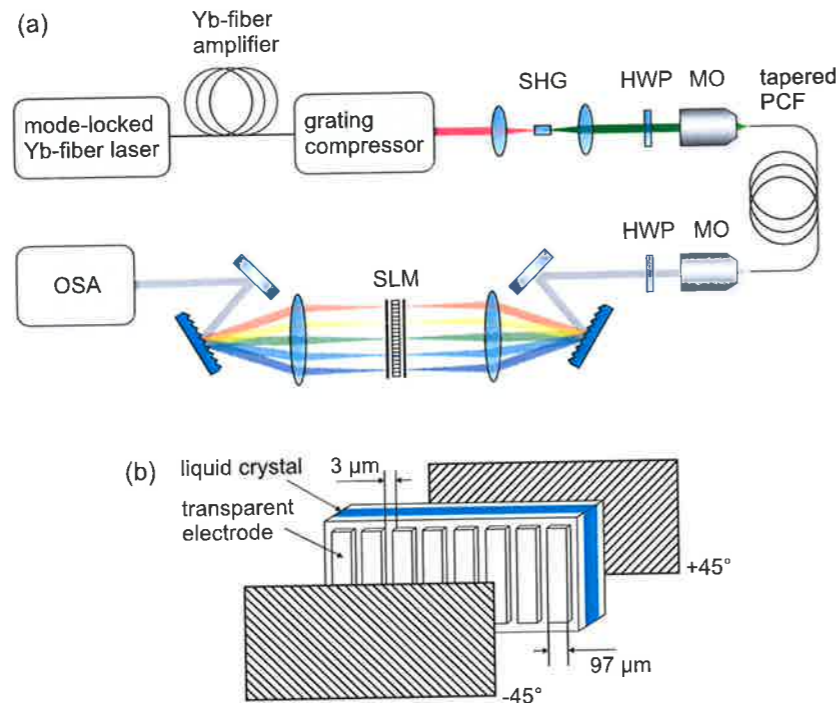 (a)
Yb-fiber
amplifier
mode-locked
Yb-fiber laser
grating
compressor
SHG
HWP
MO
tapered
PCF
OSA
SLM
HWP
MO
(b)
liquid crystal
3 μm
transparent
electrode
+45°
97 μm
-45°